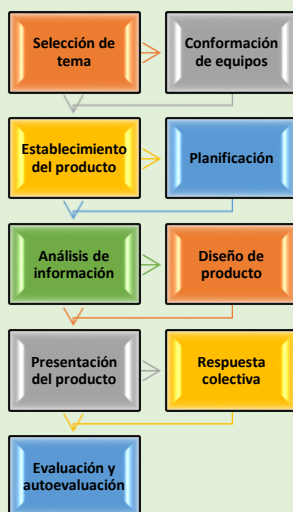 Selección de
tema
Conformación
de equipos
Establecimiento
del producto
Planificación
Análisis de
información
Diseño de
producto
Presentación
del producto
Respuesta
colectiva
Evaluación y
autoevaluación